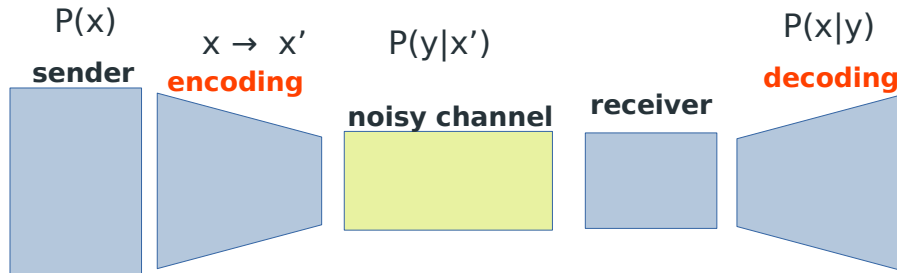 P(x)
sender
x → x’
encoding
P(y|x’)
noisy channel
receiver
P(x|y)
decoding